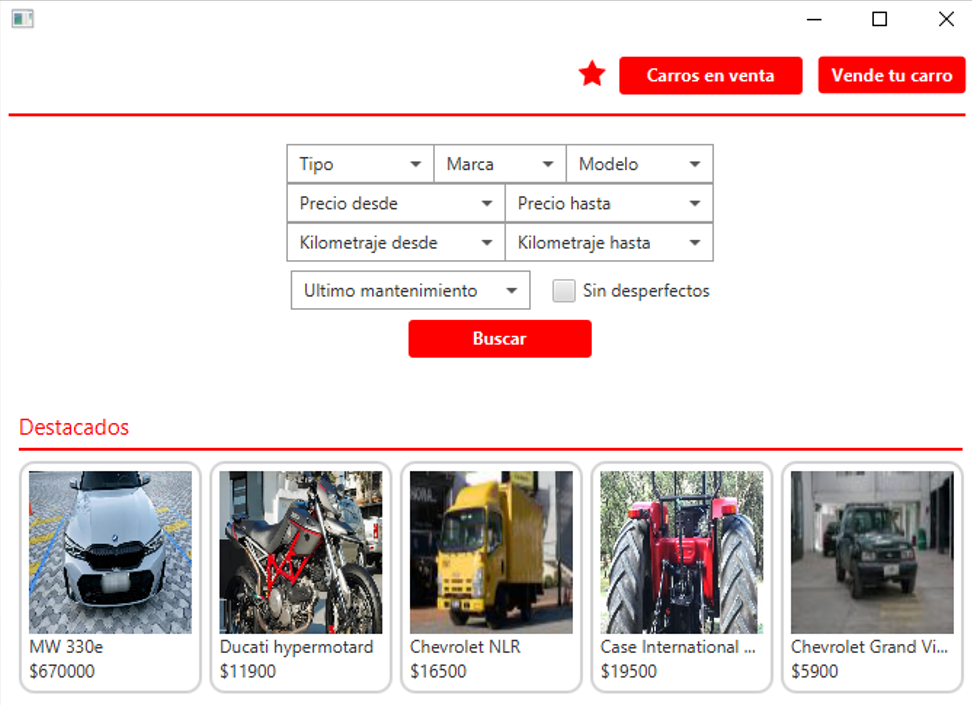 Carros en venta Vende tu carro
Tipo Marca Modelo
Precio desde Precio hasta
Kilometraje desde Kilometraje hasta
Ultimo mantenimiento Sin desperfectos
Buscar
Destacados
MW 330e Ducati hypermotard Chevrolet NLR Case International ... Chevrolet Grand Vi...
$670000 $11900 $16500 $19500 $5900